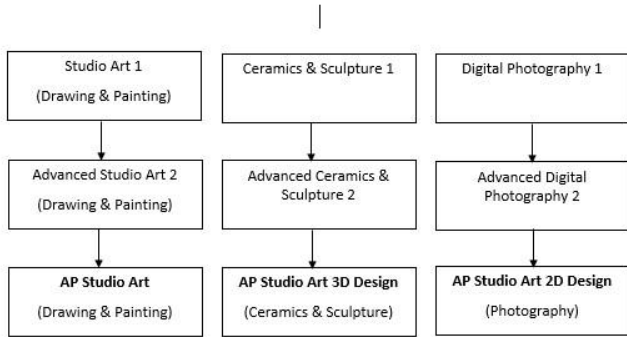 Studio Art 1
(Drawing & Painting)
Ceramics & Sculpture 1
Digital Photography 1
Advanced Studio Art 2
(Drawing & Painting)
Advanced Ceramics &
Sculpture 2
Advanced Digital
Photography 2
AP Studio Art
(Drawing & Painting)
AP Studio Art 3D Design
(Ceramics & Sculpture)
AP Studio Art 2D Design
(Photography)